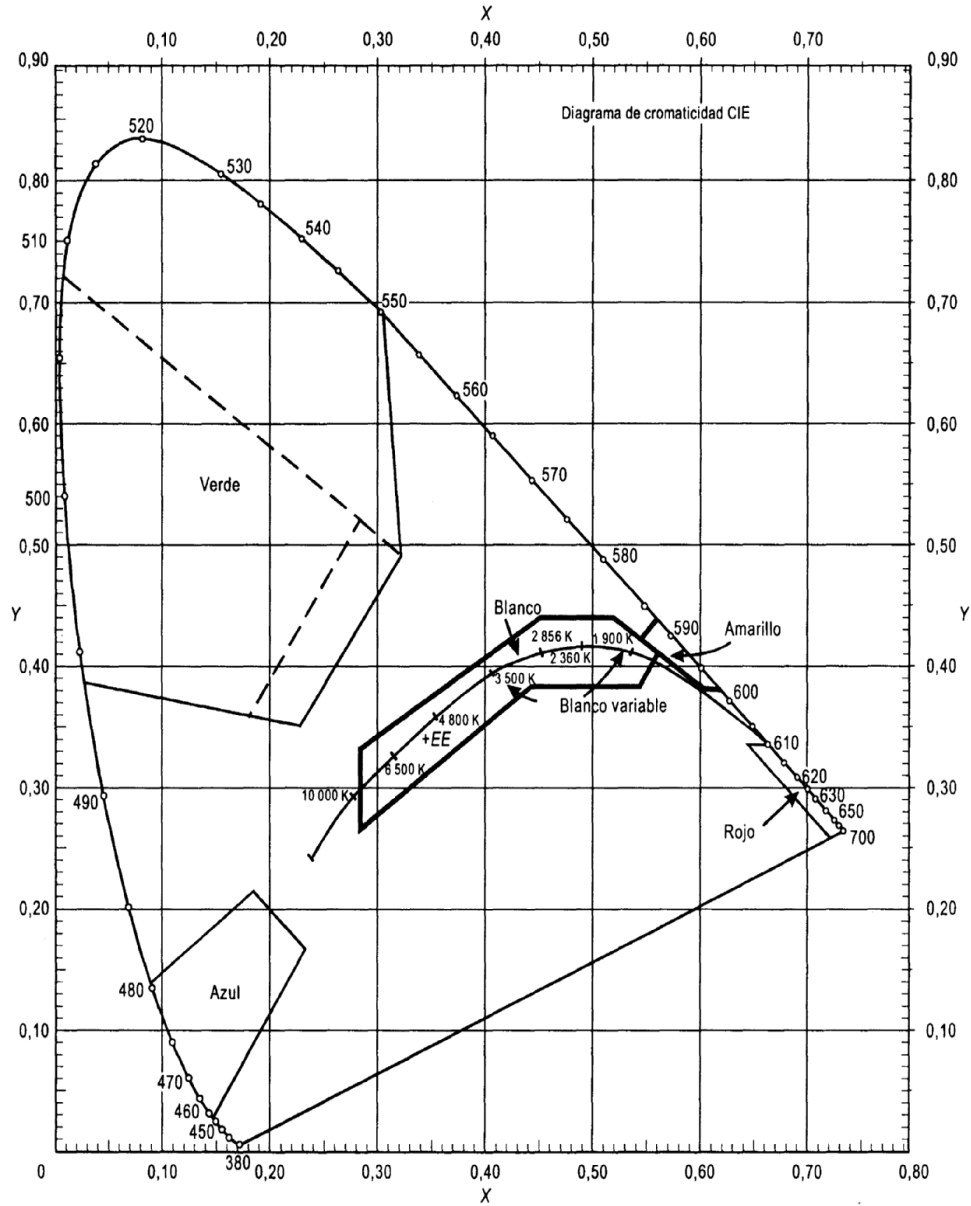 X
0,10 0,20 0,30 0,40 0,50 0,60 0,70
0,90 0,90
Diagrama de cromaticidad CIE
520
530
0,80 0,80
540
510
550
0,70 0,70
560
0,60 0,60
570
Verde
500
580
0,50 0,50
Y Blanco 590 Y
2 856 K 1 900 K Amarillo
2 360 K
0,40 0,40
3 500 K 600
Blanco variable
4 800 K
+EE 610
6 500 K
620
10 000 K
0,30 0,30
490 630
650
Rojo 700
0,20 0,20
480 Azul
0,10 0,10
470
460
450
380
0 0,10 0,20 0,30 0,40 0,50 0,60 0,70 0,80
X